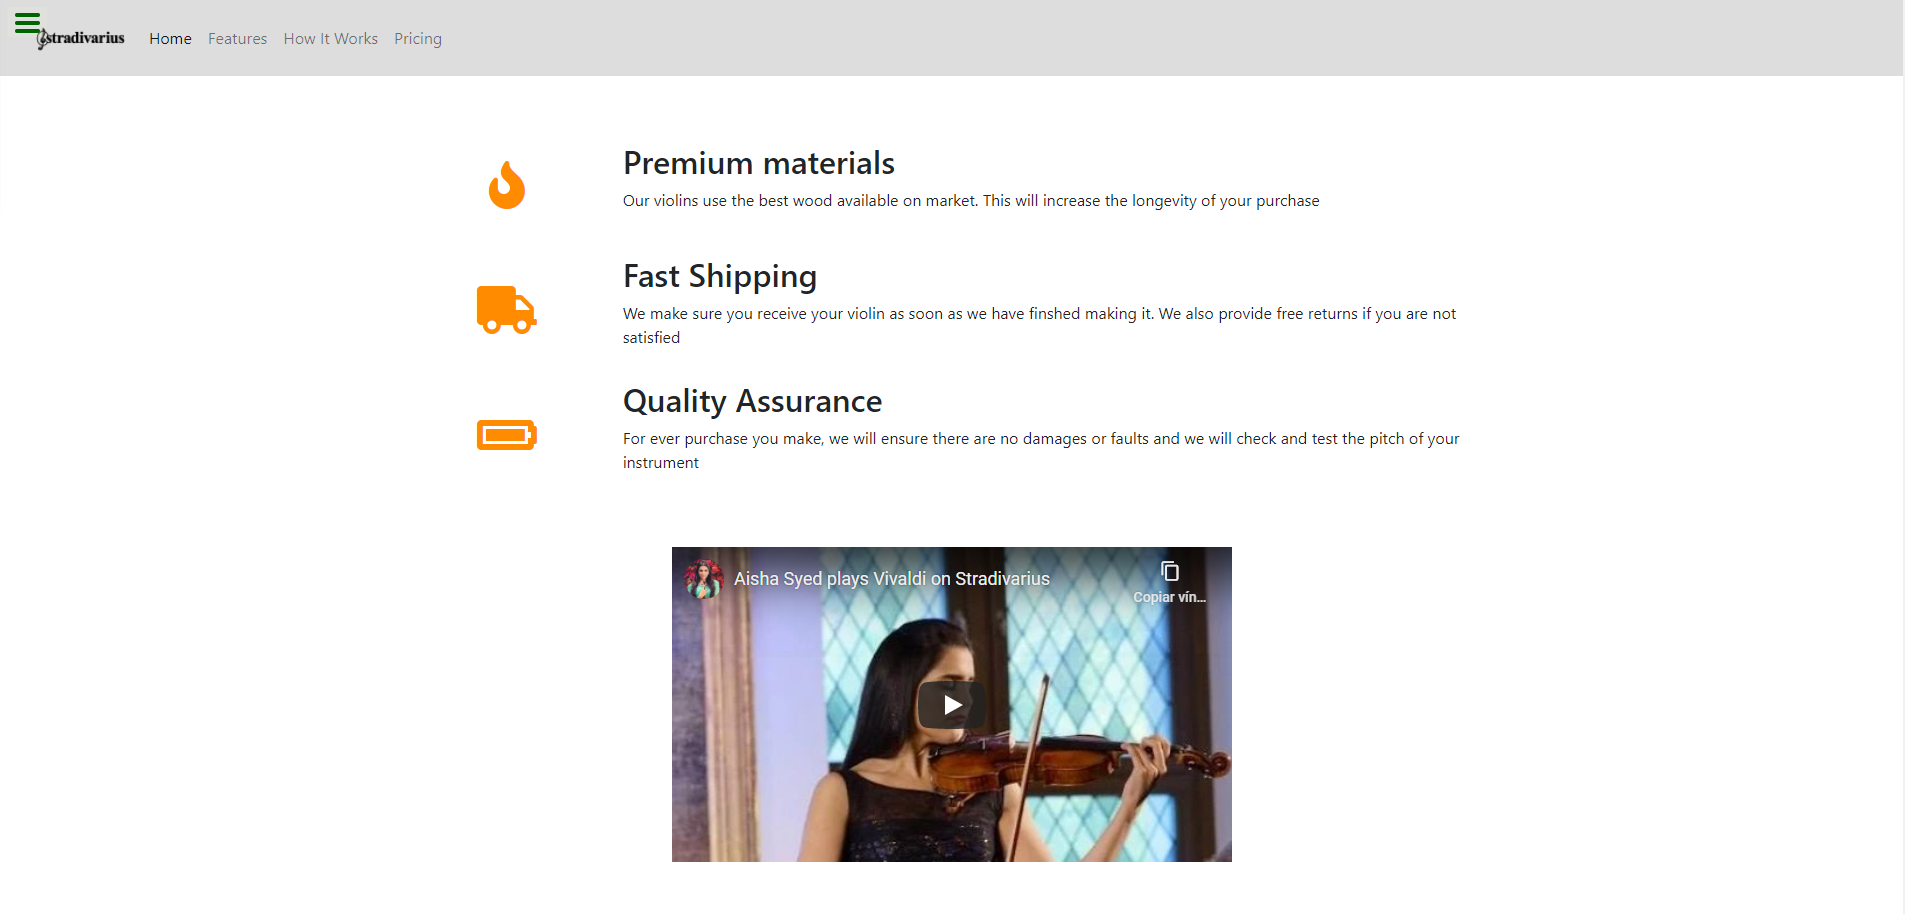 stradivarius Home Features How It Works Pricing
Premium materials
Our violins use the best wood available on market. This will increase the longevity of your purchase
Fast Shipping
We make sure you receive your violin as soon as we have finshed making it. We also provide free returns if you are not
satisfied
Quality Assurance
For ever purchase you make, we will ensure there are no damages or faults and we will check and test the pitch of your
instrument
Aisha Syed plays Vivaldi on Stradivarius
Copiar vín...